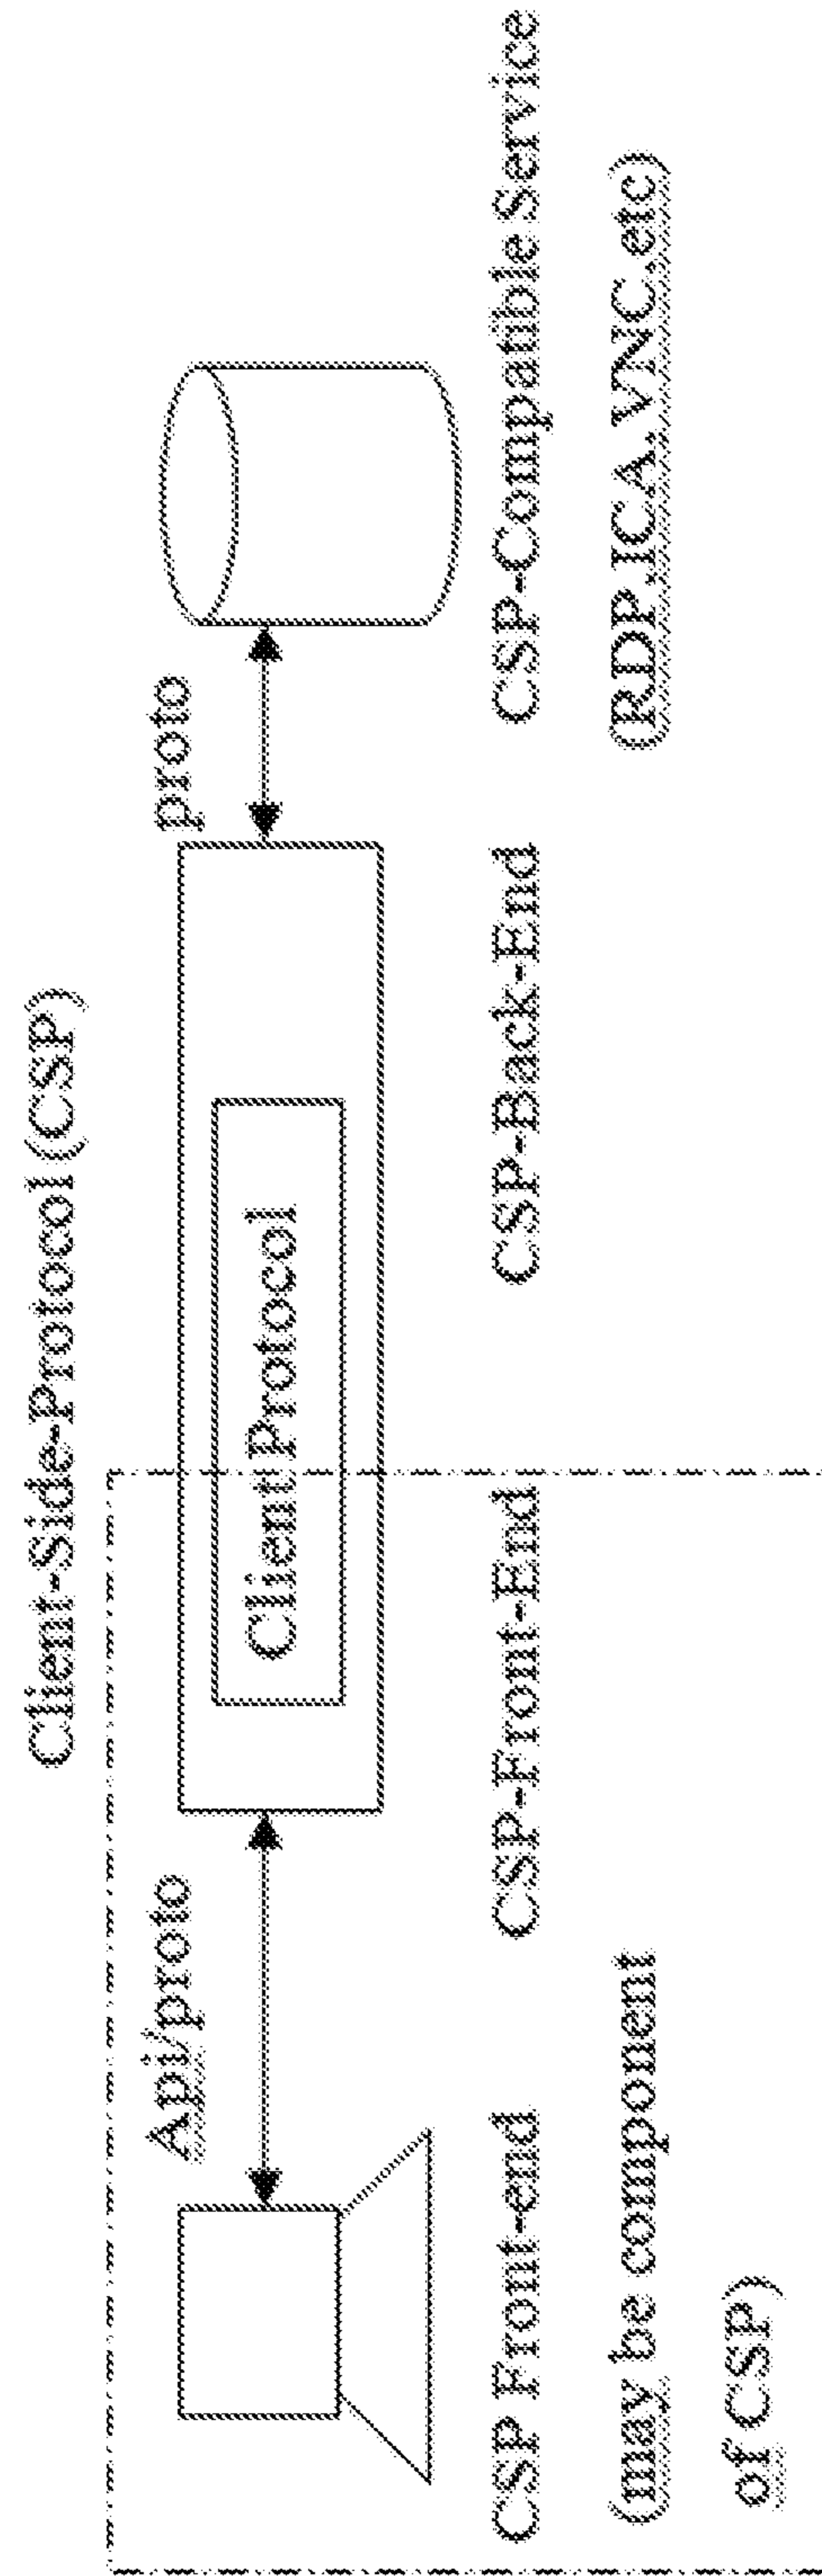 Client-Side-Protocol (CSP)
Api/proto
proto
Client Protocol
CSP Front-end
(may be component
of CSP)
CSP-Front-End
CSP-Back-End
CSP-Compatible Service
(RDP,ICA,VNC,etc)